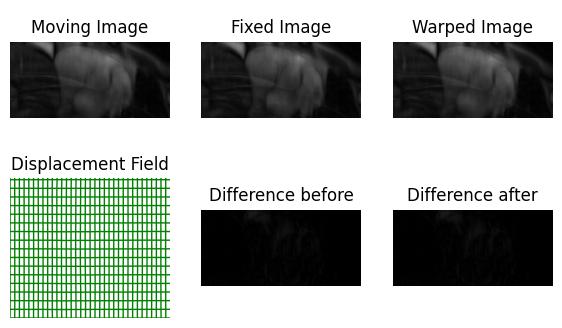 Moving Image
Fixed Image
Warped Image
Displacement Field
Difference before
Difference after